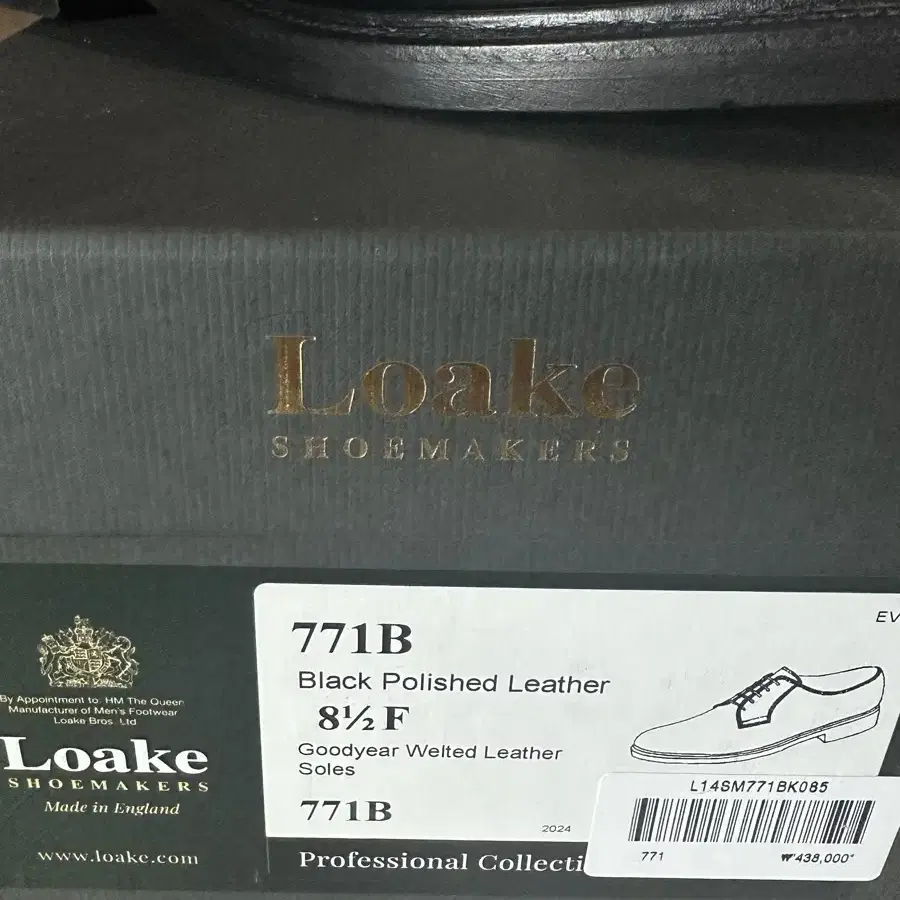 Loake
SHOEMAKERS
By Appointment to HM The Queen
Manufacturer of Men's Footwear
Loake Bros. Ltd
Loake
SHOEMAKERS
Made in England
www.loake.com
771B
EV
Black Polished Leather
8½ F
Goodyear Welted Leather
Soles
771B
2024
Professional Collecti
L14SM771BK085
771 ₩438,000*